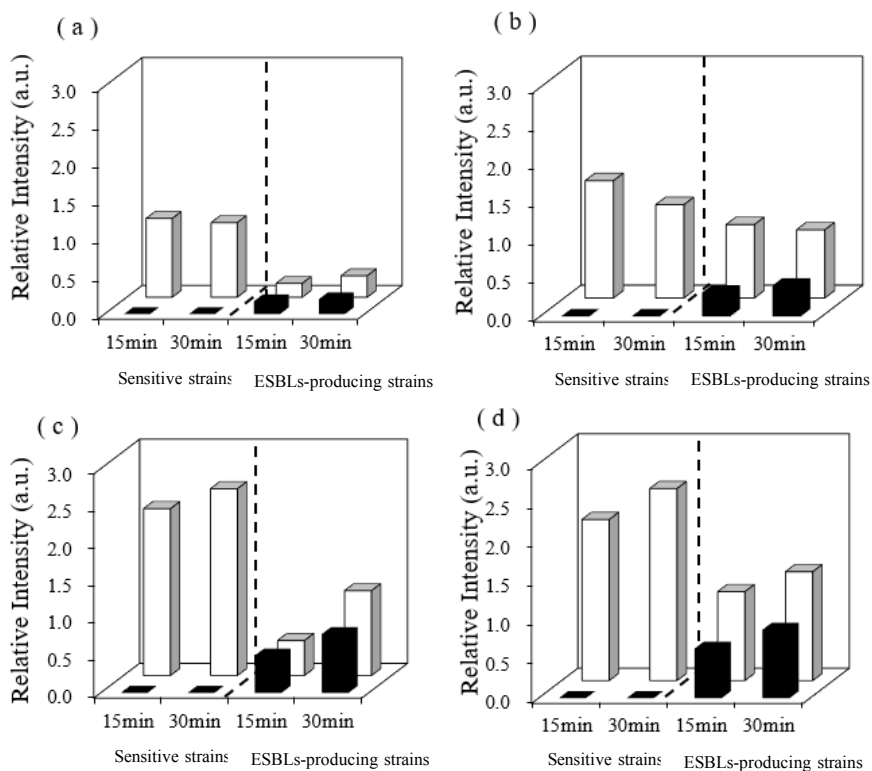 ( a )
Relative Intensity (a.u.)
3.0
2.5
2.0
1.5
1.0
0.5
0.0
15min 30min 15min 30min
Sensitive strains ESBLs-producing strains
( b )
Relative Intensity (a.u.)
3.0
2.5
2.0
1.5
1.0
0.5
0.0
15min 30min 15min 30min
Sensitive strains ESBLs-producing strains
( c )
Relative Intensity (a.u.)
3.0
2.5
2.0
1.5
1.0
0.5
0.0
15min 30min 15min 30min
Sensitive strains ESBLs-producing strains
( d )
Relative Intensity (a.u.)
3.0
2.5
2.0
1.5
1.0
0.5
0.0
15min 30min 15min 30min
Sensitive strains ESBLs-producing strains